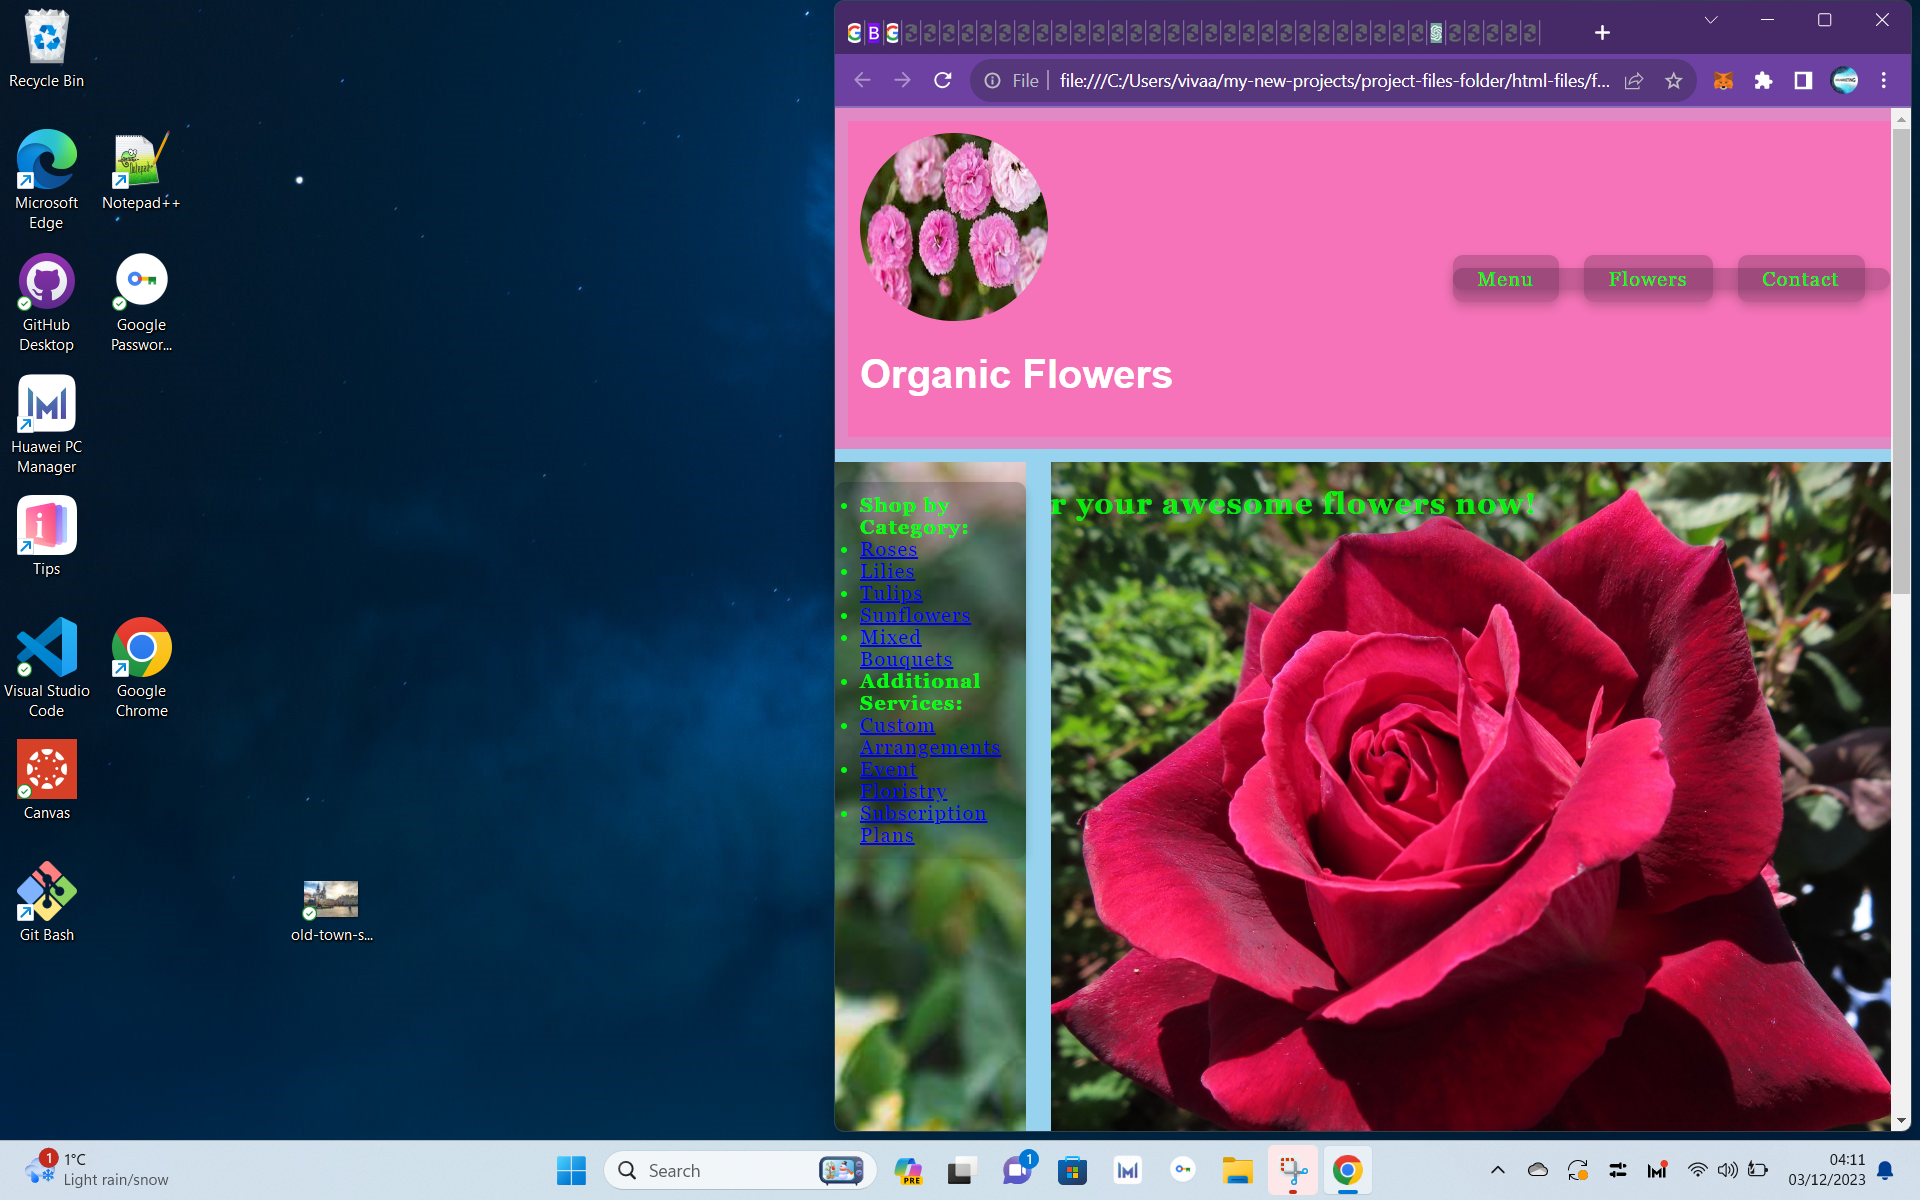 Recycle Bin
Microsoft
Edge
Notepad++
GitHub
Desktop
Google
Passwor...
Huawei PC
Manager
Tips
Visual Studio
Code
Google
Chrome
Canvas
Git Bash
old-town-s...
File
file:///C:/Users/vivaa/my-new-projects/project-files-folder/html-files/f...
Menu
Flowers
Contact
Organic Flowers
Shop by
Category:
Roses
Lilies
Tulips
Sunflowers
Mixed
Bouquets
Additional
Services:
Custom
Arrangements
Event
Floristry
Subscription
Plans
r your awesome flowers now!
1
1°C
Light rain/snow
Search
PRE
1
04:11
03/12/2023